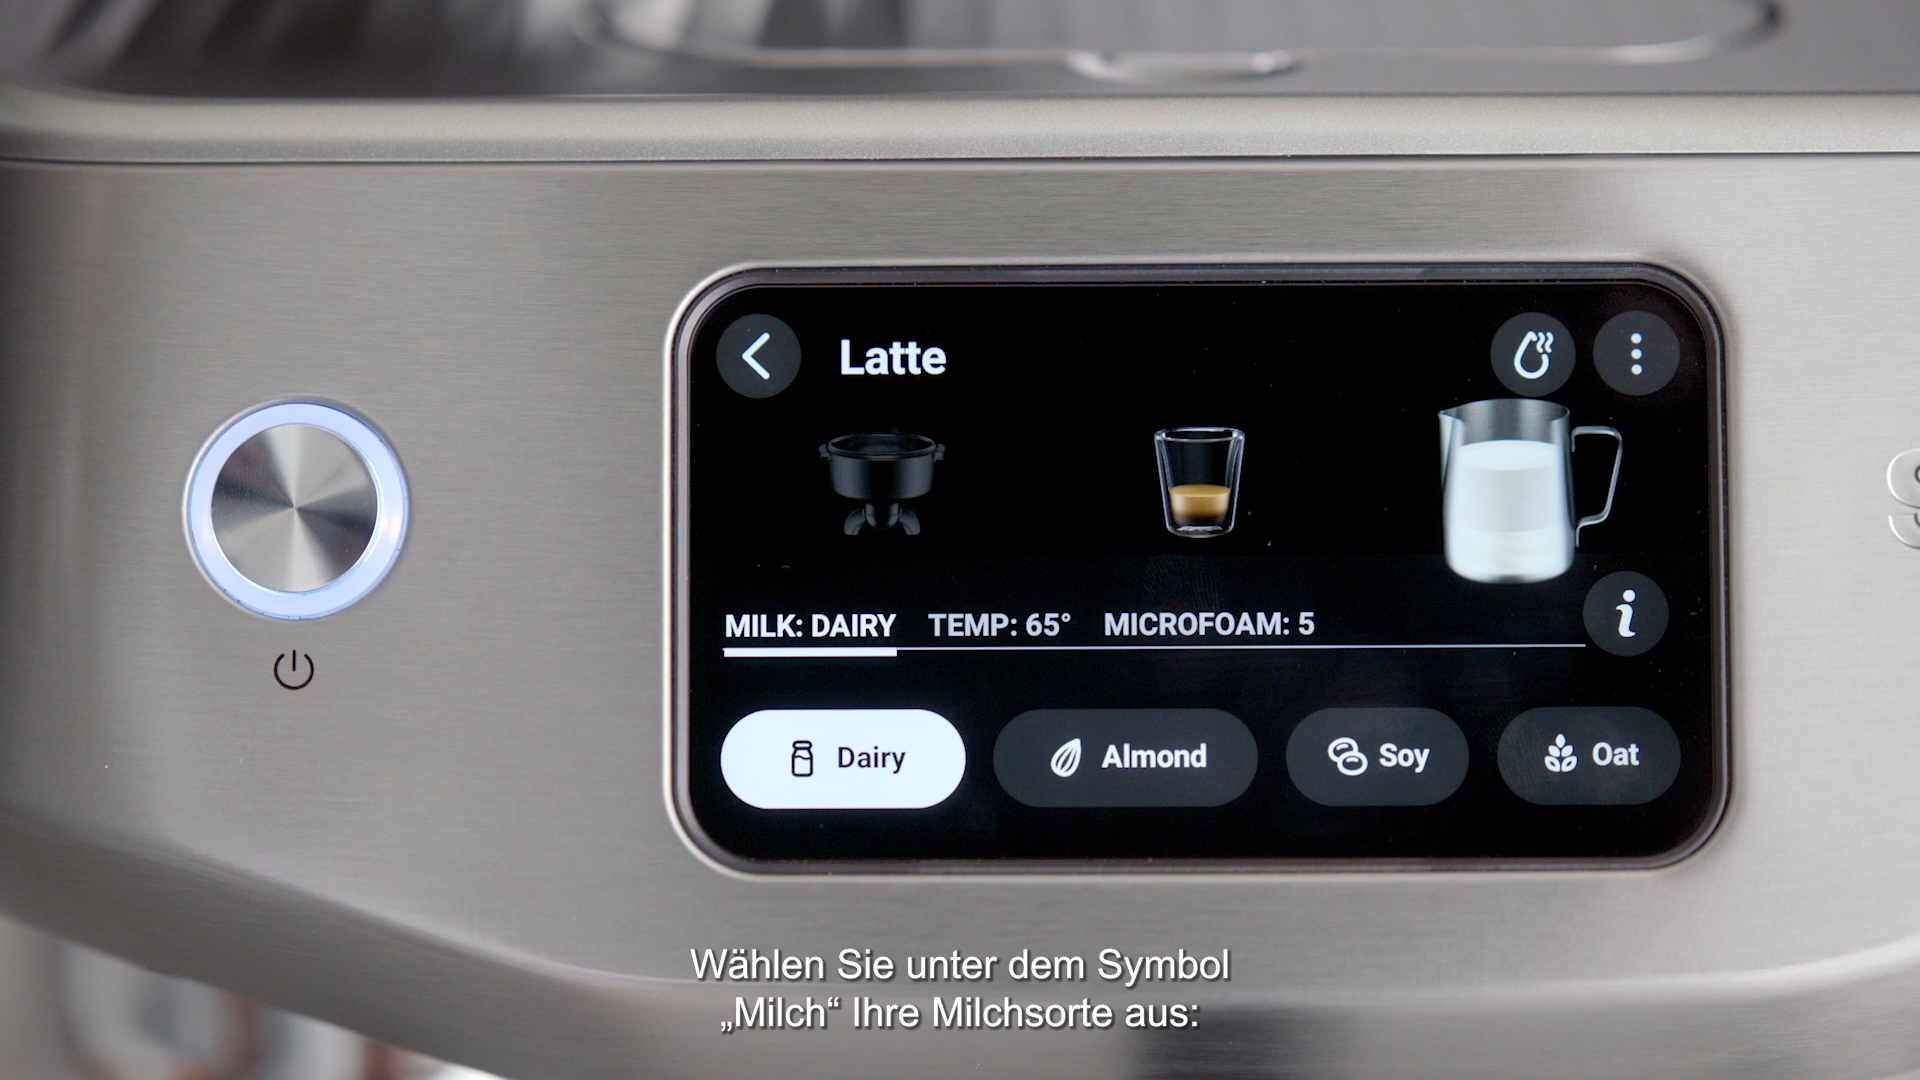 Latte
MILK: DAIRY TEMP: 65° MICROFOAM: 5
Dairy Almond Soy Oat
Wählen Sie unter dem Symbol
„Milch“ Ihre Milchsorte aus: